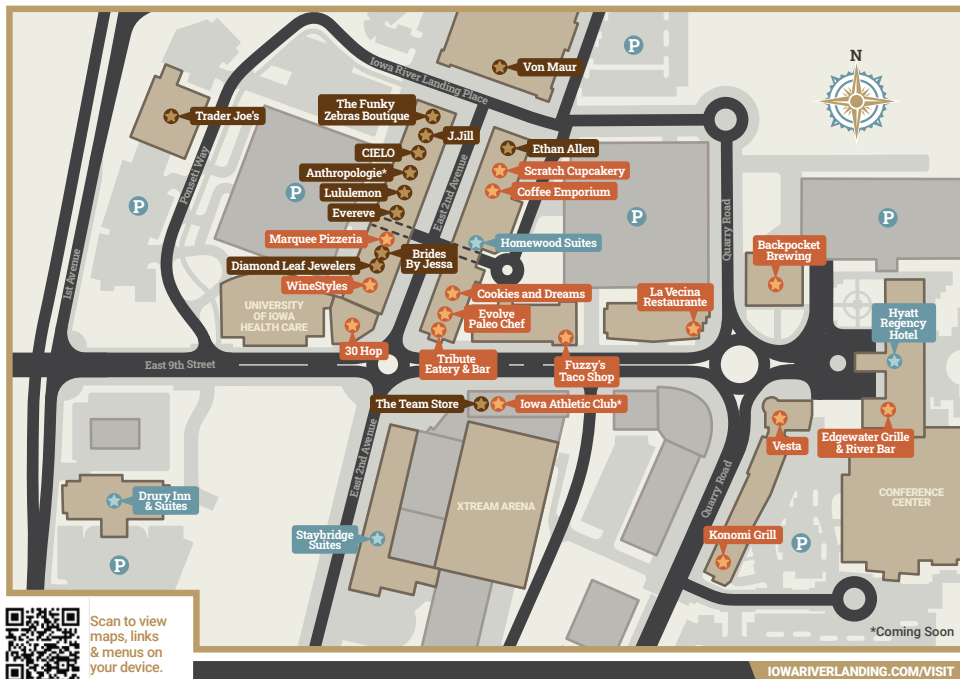 Von Maur
N
Iowa River Landing Place
P
Trader Joe's
The Funky
Zebras Boutique
J.Jill
CIELO
Ethan Allen
Anthropologie*
Scratch Cupcakery
Lululemon
Coffee Emporium
P
Evereve
P
P
P
Ponseti Way
East 2nd Avenue
Quarry Road
1st Avenue
Marquee Pizzeria
Homewood Suites
Brides
By Jessa
Diamond Leaf Jewelers
WineStyles
Backpocket
Brewing
Cookies and Dreams
La Vecina
Restaurante
UNIVERSITY
OF IOWA
HEALTH CARE
Evolve
Paleo Chef
Hyatt
Regency
Hotel
30 Hop
Tribute
Eatery & Bar
Fuzzy's
Taco Shop
East 9th Street
The Team Store
Iowa Athletic Club*
Vesta
Edgewater Grille
& River Bar
East 2nd Avenue
Quarry Road
Drury Inn
& Suites
XTREAM ARENA
CONFERENCE
CENTER
Staybridge
Suites
Konomi Grill
P
P
*Coming Soon
Scan to view
maps, links
& menus on
your device.
IOWARIVERLANDING.COM/VISIT